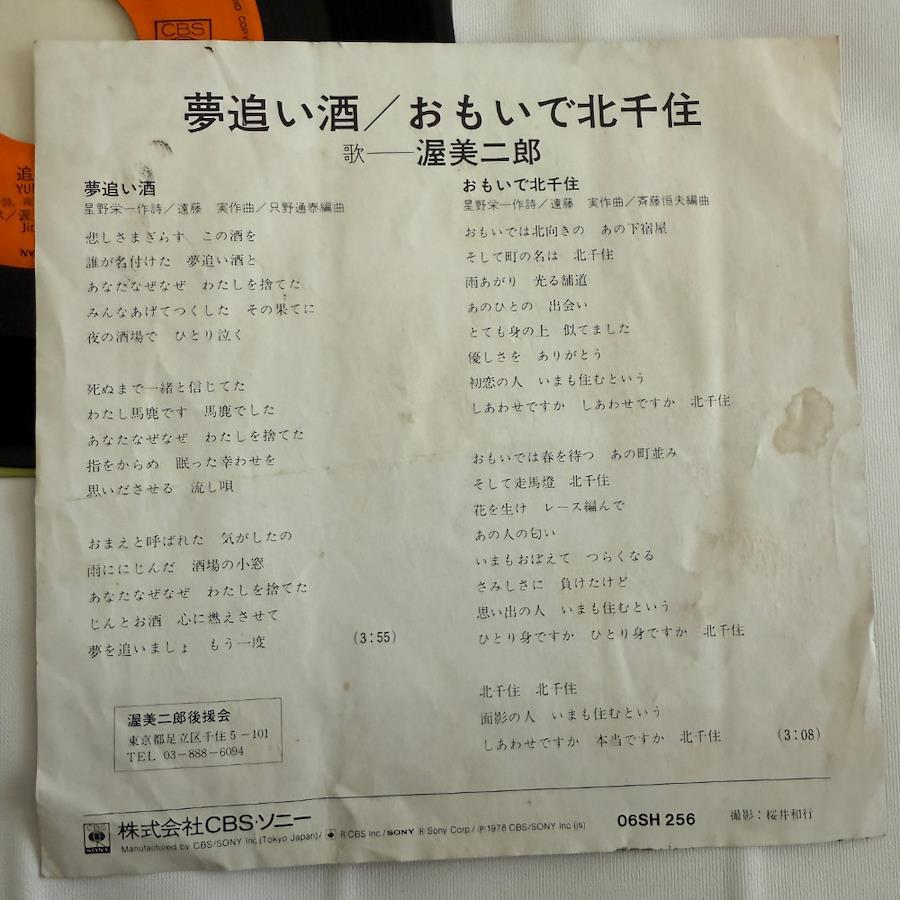 CBS
夢追い酒／おもいで北千住
歌──渥美二郎
夢追い酒
星野栄一作詩／遠藤　実作曲／只野通泰編曲
悲しさまぎらす　この酒を
誰が名付けた　夢追い酒と
あなたなぜなぜ　わたしを捨てた
みんなあげてつくした　その果てに
夜の酒場で　ひとり泣く
死ぬまで一緒と信じてた
わたし馬鹿です　馬鹿でした
あなたなぜなぜ　わたしを捨てた
指をからめ　眠った幸わせを
思いださせる　流し唄
おまえと呼ばれた　気がしたの
雨ににじんだ　酒場の小窓
あなたなぜなぜ　わたしを捨てた
じんとお酒　心に燃えさせて
夢を追いましょ　もう一度
(3:55)
おもいで北千住
星野栄一作詩／遠藤　実作曲／斉藤恒夫編曲
おもいでは北向きの　あの下宿屋
そして町の名は　北千住
雨あがり　光る舗道
あのひとの　出会い
とても身の上　似てました
優しさを　ありがとう
初恋の人　いまも住むという
しあわせですか　しあわせですか　北千住
おもいでは春を待つ　あの町並み
そして走馬燈　北千住
花を生け　レース編んで
あの人の匂い
いまもおぼえて　つらくなる
さみしさに　負けたけど
思い出の人　いまも住むという
ひとり身ですか　ひとり身ですか　北千住
北千住　北千住
面影の人　いまも住むという
しあわせですか　本当ですか　北千住
(3:08)
渥美二郎後援会
東京都足立区千住5－101
TEL 03－888－6094
CBS SONY
株式会社CBS・ソニー
Manufactured by CBS/SONY Inc.(Tokyo Japan)/ R CBS Inc./SONY R Sony Corp./Ⓟ1978 CBS/SONY Inc.(js)
06SH 256
撮影：桜井和行